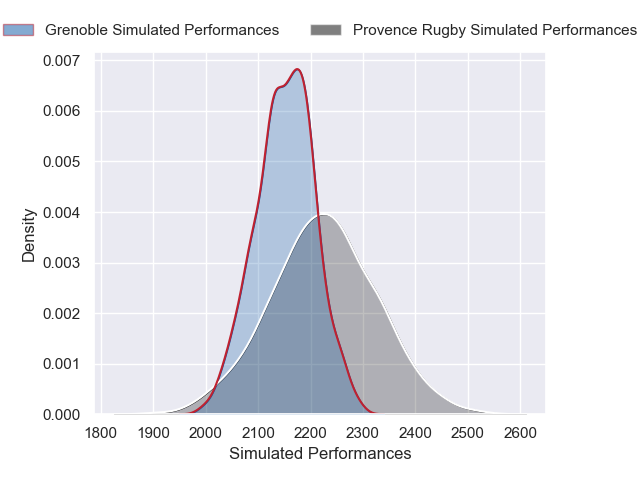 Grenoble Simulated Performances
Provence Rugby Simulated Performances
0.007
0.006
0.005
0.004
0.003
0.002
0.001
0.000
Density
1800 1900 2000 2100 2200 2300 2400 2500 2600
Simulated Performances